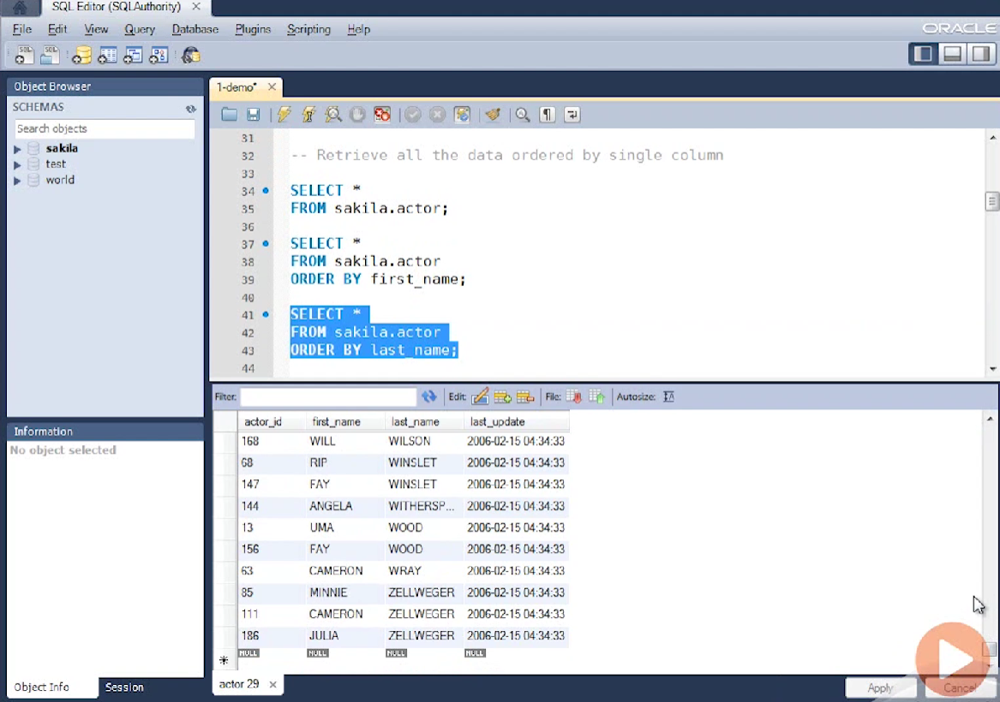 SQL Editor (SQLAuthority) ✕
File Edit View Query Database Plugins Scripting Help
ORACLE
SQL SQL
Object Browser
1-demo* ✕
SCHEMAS
Search objects
sakila
test
world
31
32 -- Retrieve all the data ordered by single column
33
34 SELECT *
35 FROM sakila.actor;
36
37 SELECT *
38 FROM sakila.actor
39 ORDER BY first_name;
40
41 SELECT *
42 FROM sakila.actor
43 ORDER BY last_name;
44
Filter: Edit: File: Autosize:
actor_id first_name last_name last_update
168 WILL WILSON 2006-02-15 04:34:33
68 RIP WINSLET 2006-02-15 04:34:33
147 FAY WINSLET 2006-02-15 04:34:33
144 ANGELA WITHERSP... 2006-02-15 04:34:33
13 UMA WOOD 2006-02-15 04:34:33
156 FAY WOOD 2006-02-15 04:34:33
63 CAMERON WRAY 2006-02-15 04:34:33
85 MINNIE ZELLWEGER 2006-02-15 04:34:33
111 CAMERON ZELLWEGER 2006-02-15 04:34:33
186 JULIA ZELLWEGER 2006-02-15 04:34:33
* NULL NULL NULL NULL
Information
No object selected
Object Info Session
actor 29 ✕
Apply Cancel